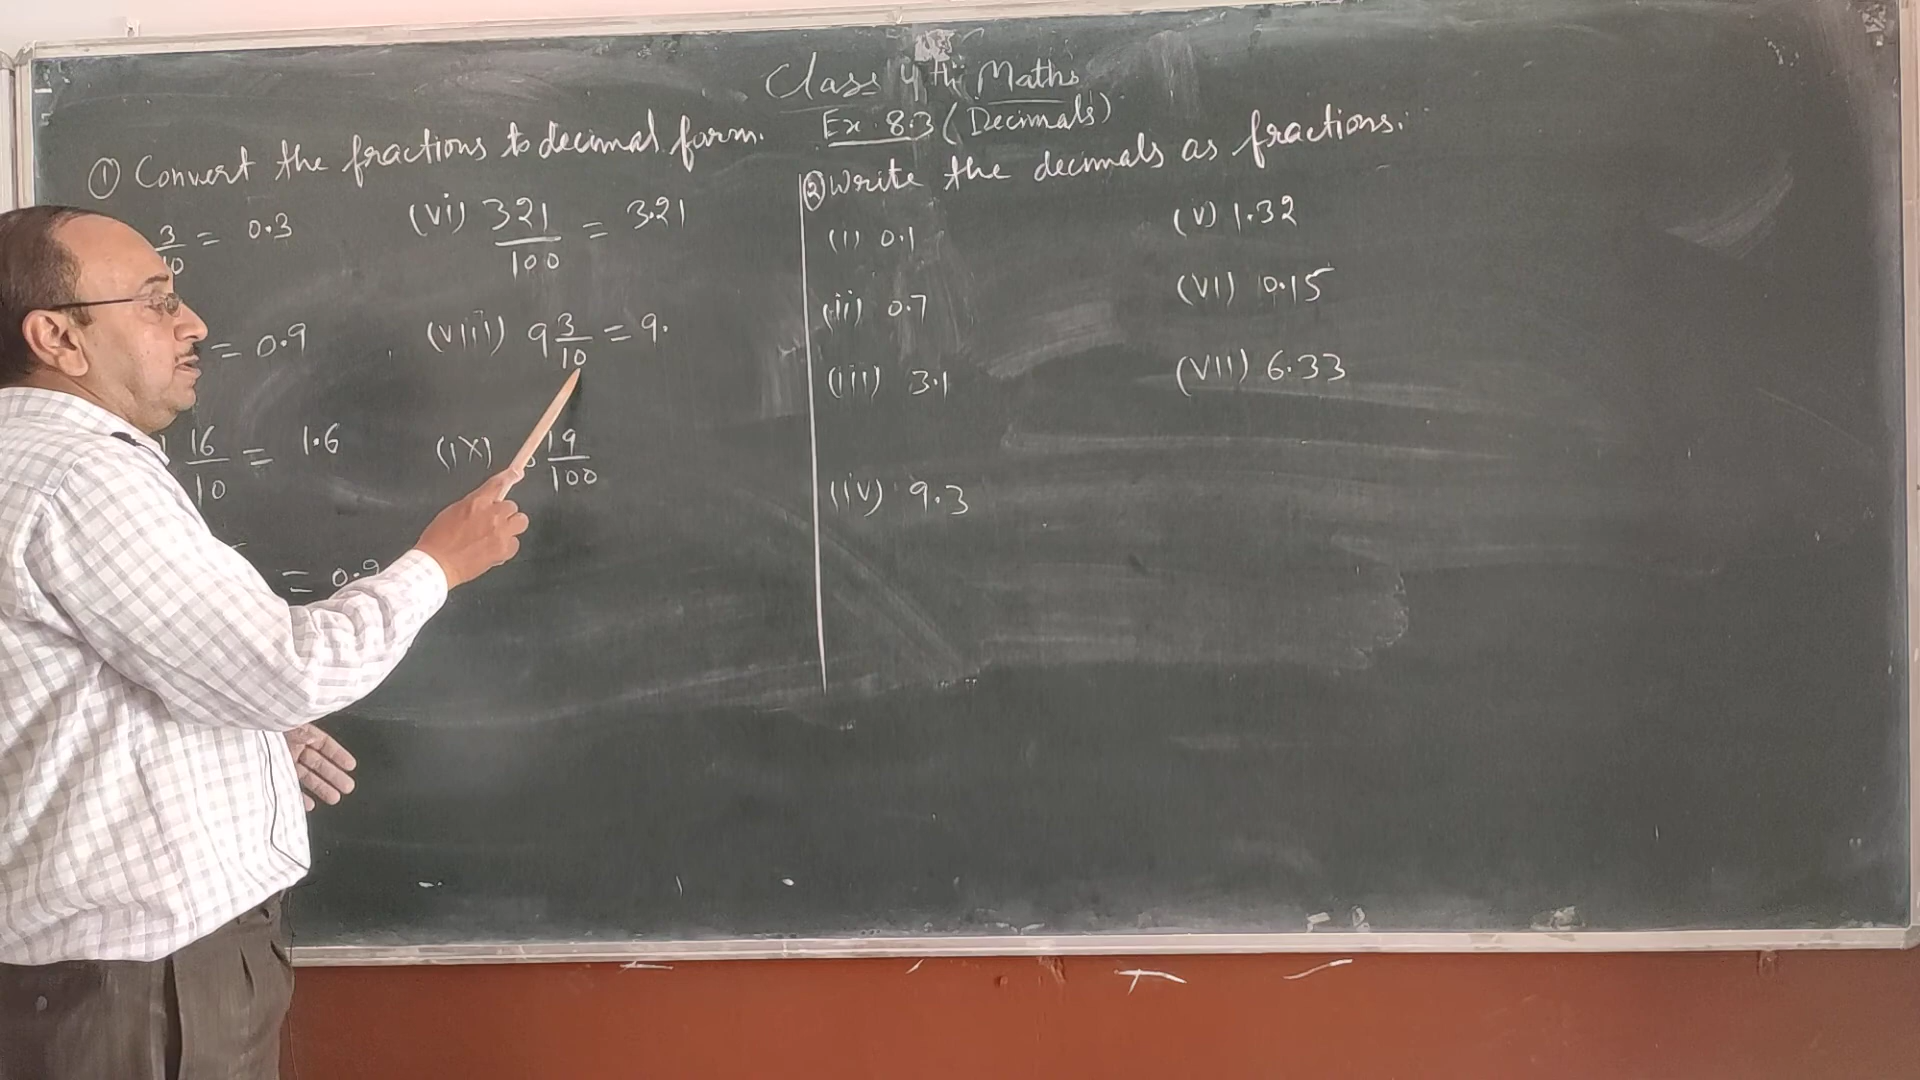 Class 4th Maths
Ex. 8.3 (Decimals)
① Convert the fractions to decimal form.
3/10 = 0.3
= 0.9
16/10 = 1.6
= 0.9
(vi) 321/100 = 3.21
(viii) 9 3/10 = 9.
(ix) 19/100
② Write the decimals as fractions.
(i) 0.1
(ii) 0.7
(iii) 3.1
(iv) 9.3
(v) 1.32
(vi) 0.15
(vii) 6.33